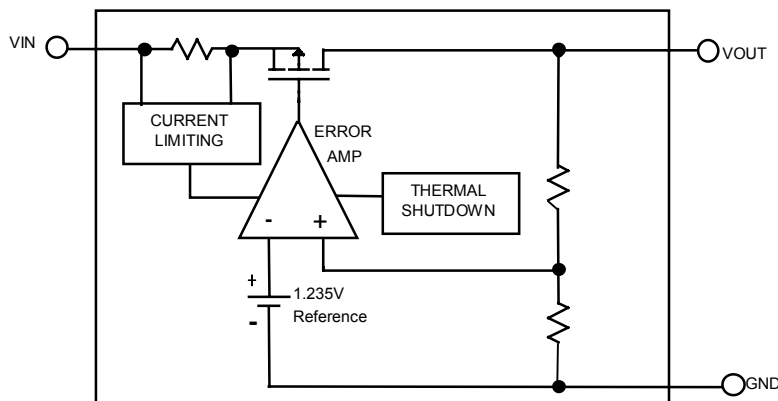 VIN
VOUT
CURRENT
LIMITING
ERROR
AMP
THERMAL
SHUTDOWN
- +
+
1.235V
Reference
-
GND